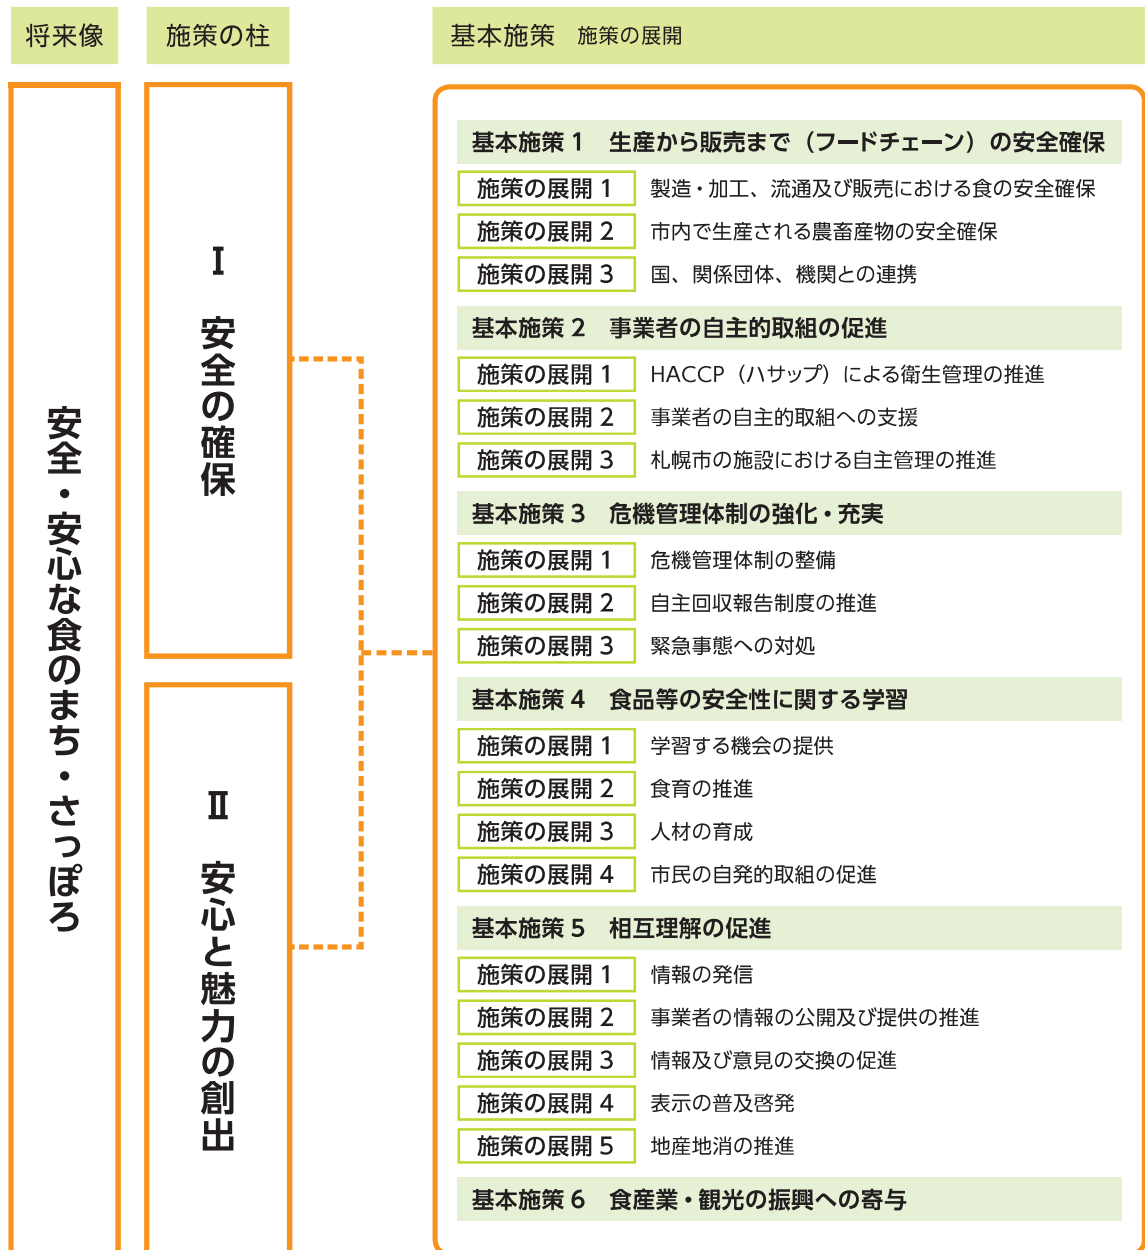 将来像
施策の柱
基本施策 施策の展開
安全・安心な食のまち・さっぽろ
Ⅰ 安全の確保
Ⅱ 安心と魅力の創出
基本施策 1 生産から販売まで（フードチェーン）の安全確保
施策の展開 1 製造・加工、流通及び販売における食の安全確保
施策の展開 2 市内で生産される農畜産物の安全確保
施策の展開 3 国、関係団体、機関との連携
基本施策 2 事業者の自主的取組の促進
施策の展開 1 HACCP（ハサップ）による衛生管理の推進
施策の展開 2 事業者の自主的取組への支援
施策の展開 3 札幌市の施設における自主管理の推進
基本施策 3 危機管理体制の強化・充実
施策の展開 1 危機管理体制の整備
施策の展開 2 自主回収報告制度の推進
施策の展開 3 緊急事態への対処
基本施策 4 食品等の安全性に関する学習
施策の展開 1 学習する機会の提供
施策の展開 2 食育の推進
施策の展開 3 人材の育成
施策の展開 4 市民の自発的取組の促進
基本施策 5 相互理解の促進
施策の展開 1 情報の発信
施策の展開 2 事業者の情報の公開及び提供の推進
施策の展開 3 情報及び意見の交換の促進
施策の展開 4 表示の普及啓発
施策の展開 5 地産地消の推進
基本施策 6 食産業・観光の振興への寄与